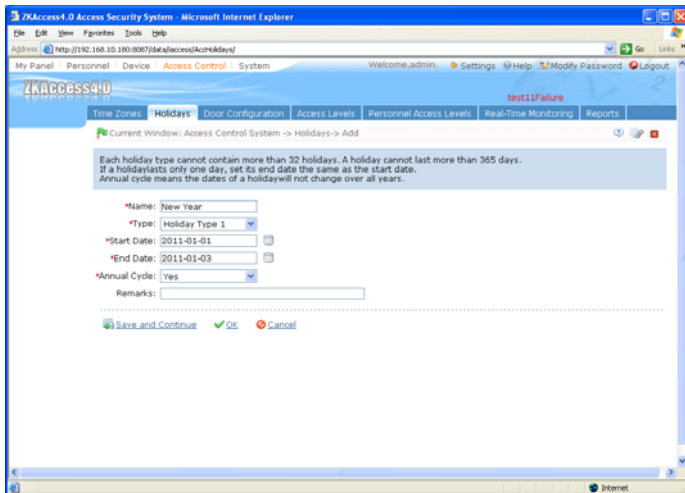 ZKAccess4.0 Access Security System - Microsoft Internet Explorer
File Edit View Favorites Tools Help
Address http://192.168.10.180:8087/data/iaccess/AccHolidays/ Go Links »
My Panel Personnel Device Access Control System Welcome,admin. Settings Help Modify Password Logout
ZKAccess4.0
test11Failure
Time Zones Holidays Door Configuration Access Levels Personnel Access Levels Real-Time Monitoring Reports
Current Window: Access Control System -> Holidays-> Add
Each holiday type cannot contain more than 32 holidays. A holiday cannot last more than 365 days.
If a holidaylasts only one day, set its end date the same as the start date.
Annual cycle means the dates of a holidaywill not change over all years.
*Name: New Year
*Type: Holiday Type 1
*Start Date: 2011-01-01
*End Date: 2011-01-03
*Annual Cycle: Yes
Remarks:
Save and Continue OK Cancel
Internet